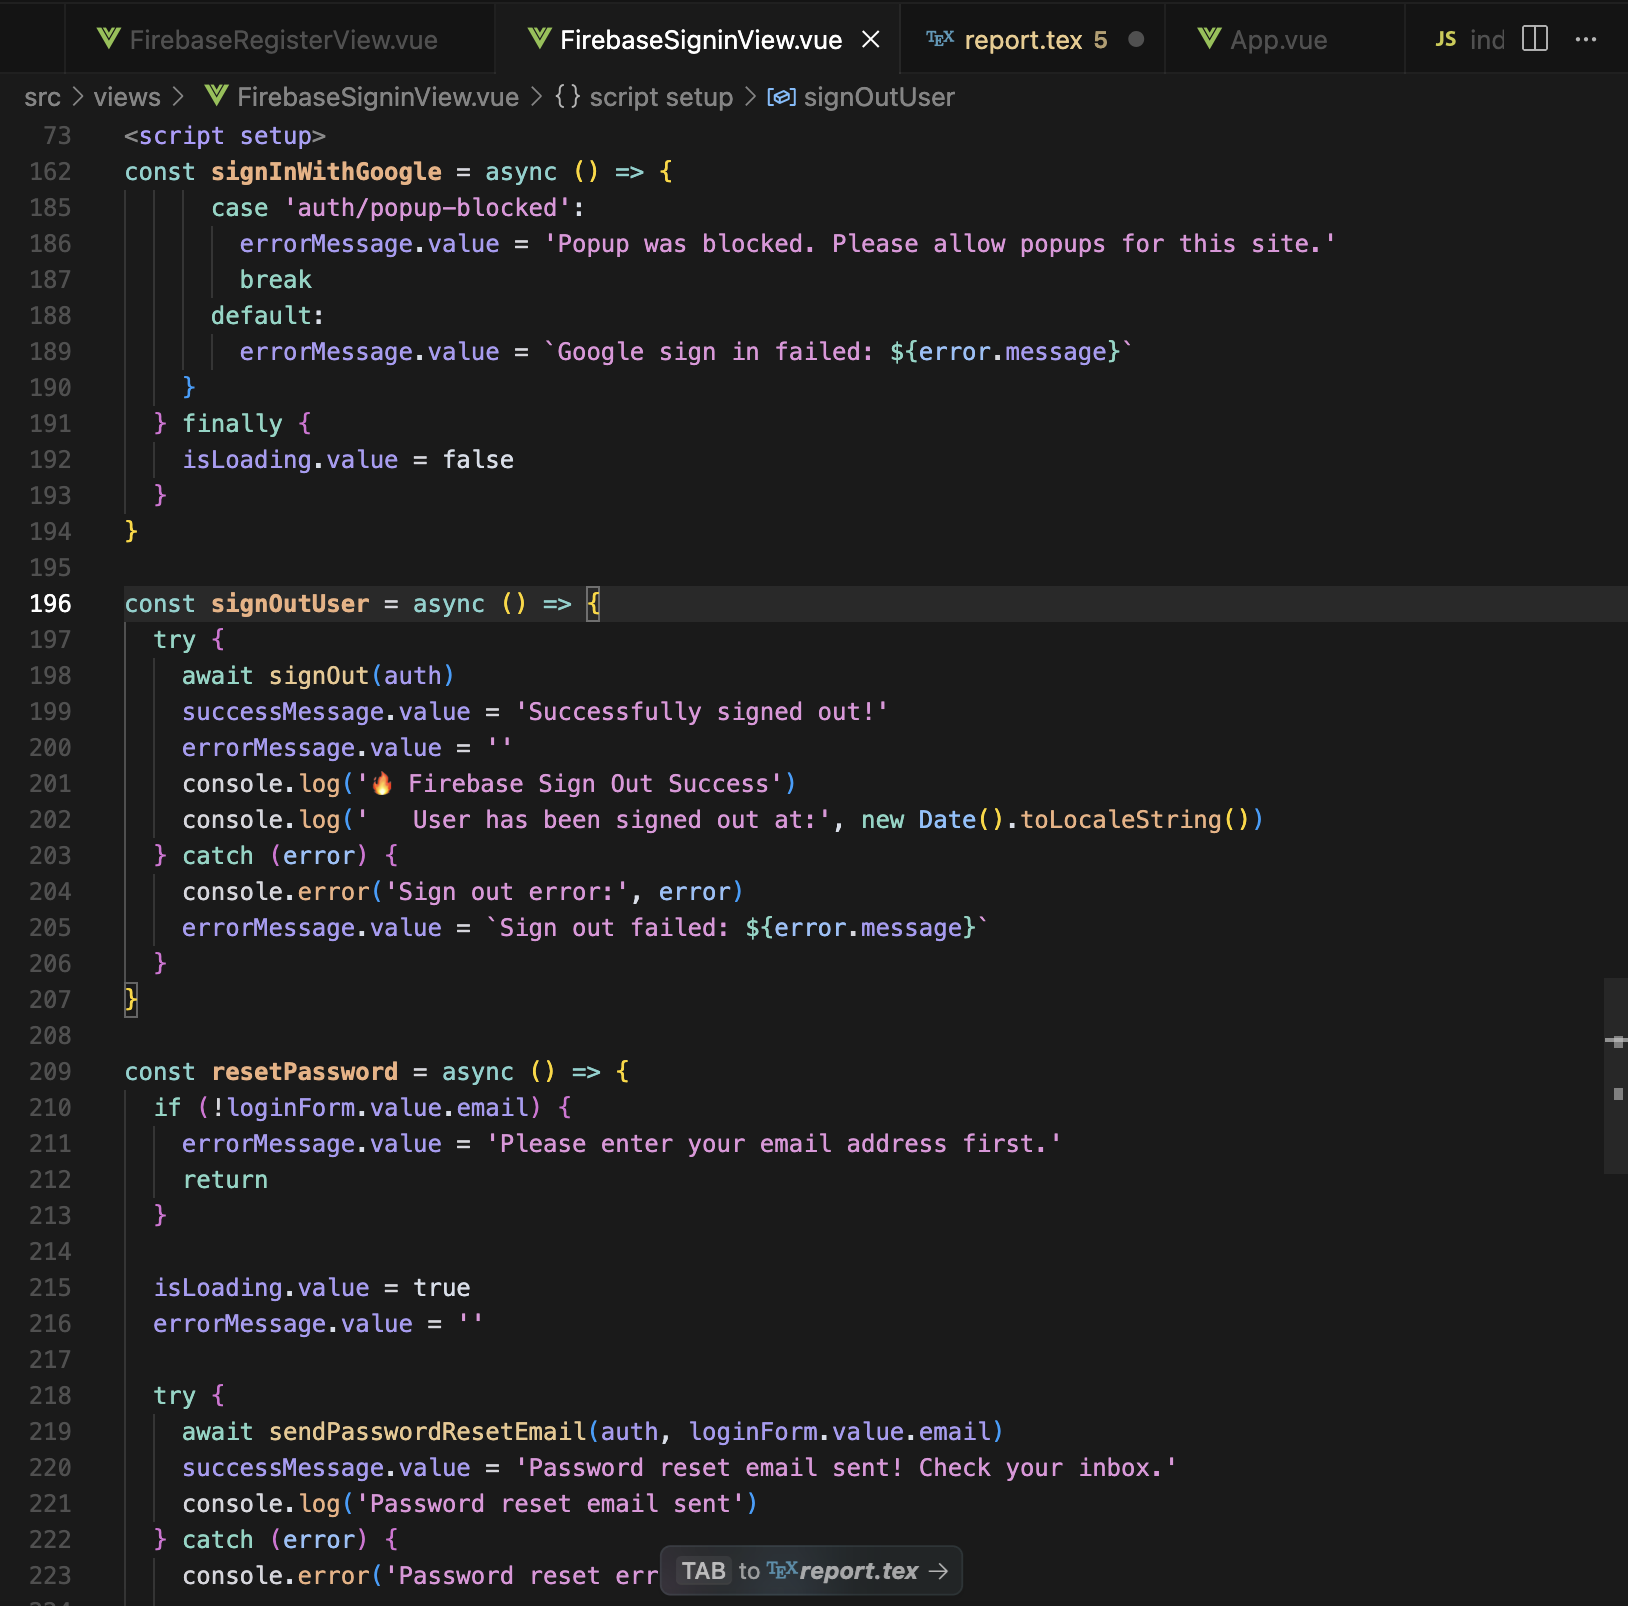 FirebaseRegisterView.vue FirebaseSigninView.vue report.tex 5 App.vue JS ind ...
src > views > FirebaseSigninView.vue > {} script setup > signOutUser
73 <script setup>
162 const signInWithGoogle = async () => {
185 case 'auth/popup-blocked':
186 errorMessage.value = 'Popup was blocked. Please allow popups for this site.'
187 break
188 default:
189 errorMessage.value = `Google sign in failed: ${error.message}`
190 }
191 } finally {
192 isLoading.value = false
193 }
194 }
195
196 const signOutUser = async () => {
197 try {
198 await signOut(auth)
199 successMessage.value = 'Successfully signed out!'
200 errorMessage.value = ''
201 console.log('🔥 Firebase Sign Out Success')
202 console.log('   User has been signed out at:', new Date().toLocaleString())
203 } catch (error) {
204 console.error('Sign out error:', error)
205 errorMessage.value = `Sign out failed: ${error.message}`
206 }
207 }
208
209 const resetPassword = async () => {
210 if (!loginForm.value.email) {
211 errorMessage.value = 'Please enter your email address first.'
212 return
213 }
214
215 isLoading.value = true
216 errorMessage.value = ''
217
218 try {
219 await sendPasswordResetEmail(auth, loginForm.value.email)
220 successMessage.value = 'Password reset email sent! Check your inbox.'
221 console.log('Password reset email sent')
222 } catch (error) {
223 console.error('Password reset err
TAB to TEX report.tex →